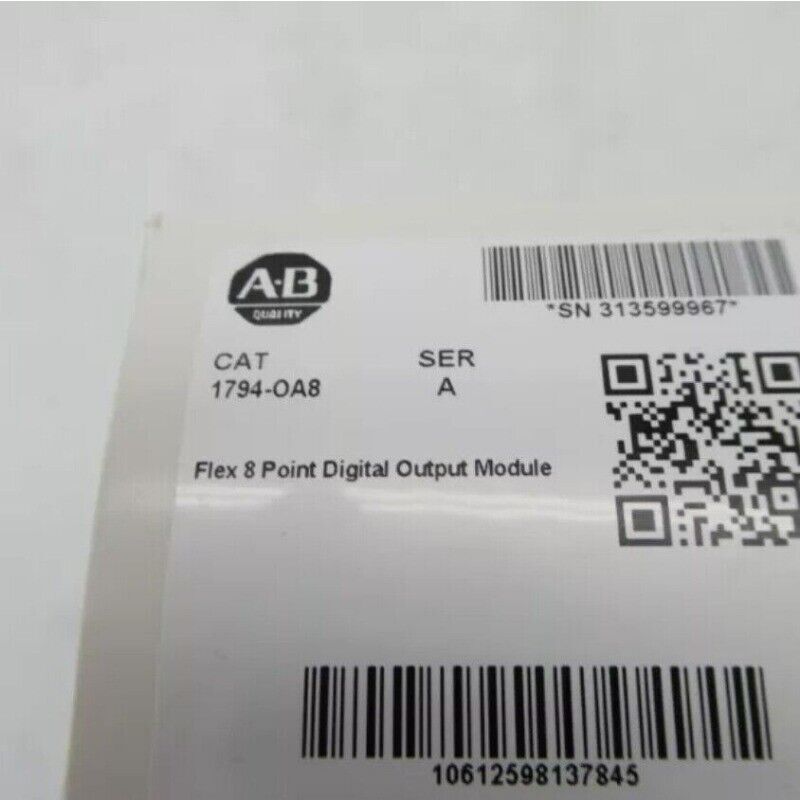 A·B
QUALITY
*SN 313599967*
CAT SER
1794-OA8 A
Flex 8 Point Digital Output Module
10612598137845